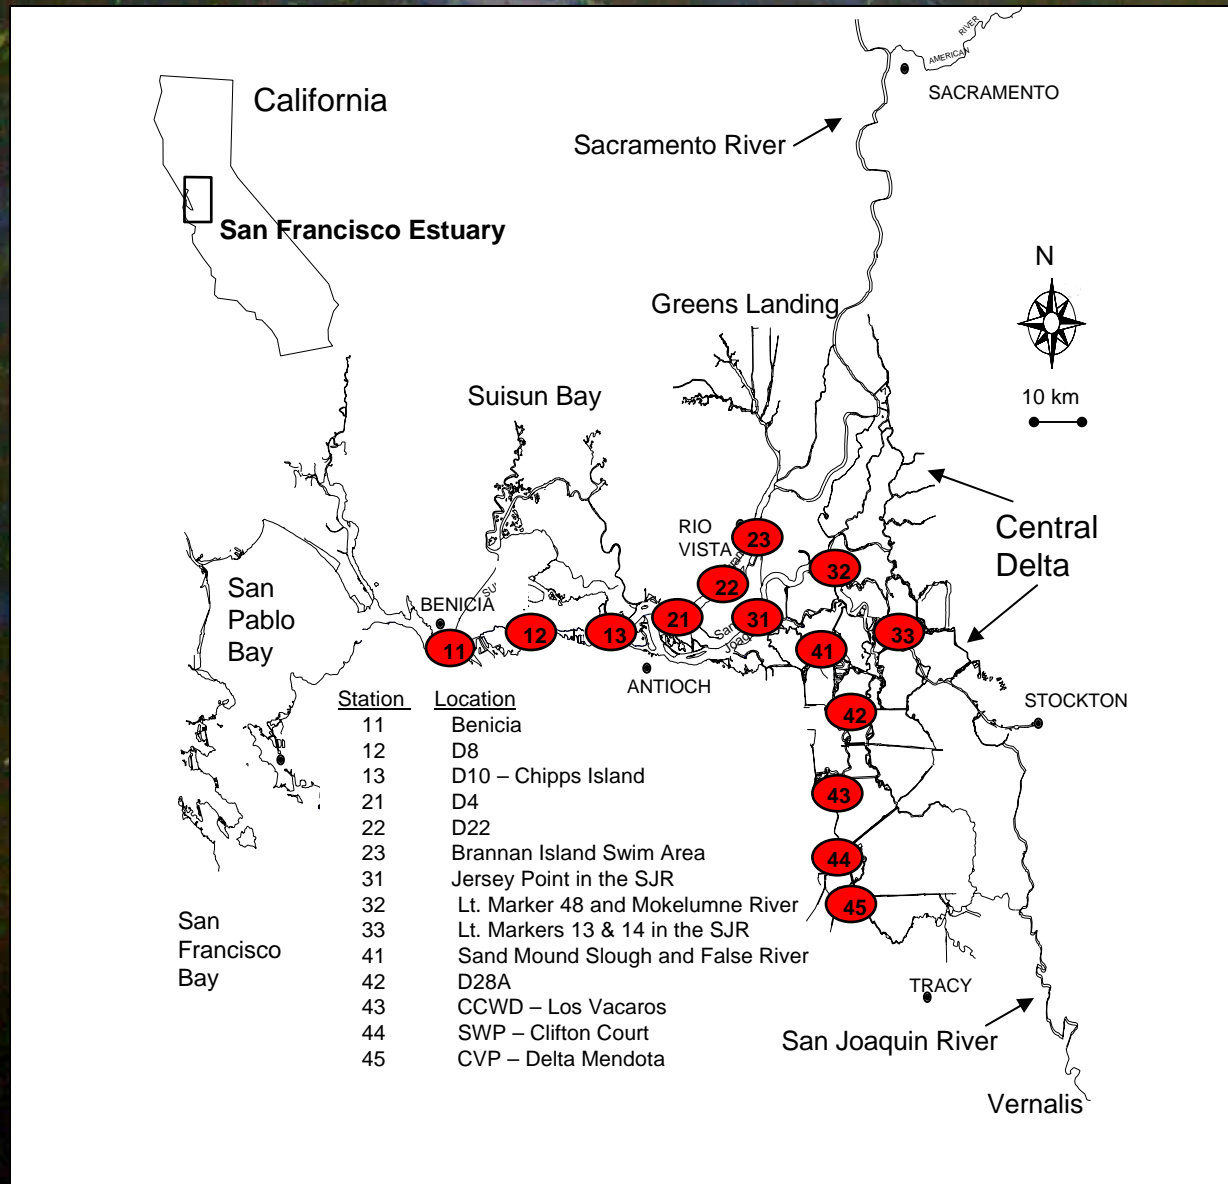 RIVER
AMERICAN
SACRAMENTO
California
Sacramento River
San Francisco Estuary
N
Greens Landing
10 km
Suisun Bay
Central
Delta
RIO
VISTA
23
32
22
San
Pablo
Bay
BENICIA
SU
11
12
13
21
San
Joaq
31
41
33
ANTIOCH
STOCKTON
42
43
44
45
Station Location
11 Benicia
12 D8
13 D10 – Chipps Island
21 D4
22 D22
23 Brannan Island Swim Area
31 Jersey Point in the SJR
32 Lt. Marker 48 and Mokelumne River
33 Lt. Markers 13 & 14 in the SJR
41 Sand Mound Slough and False River
42 D28A
43 CCWD – Los Vacaros
44 SWP – Clifton Court
45 CVP – Delta Mendota
San
Francisco
Bay
TRACY
San Joaquin River
Vernalis